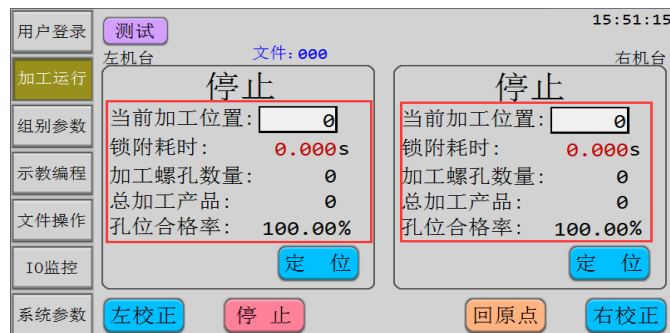 用户登录
加工运行
组别参数
示教编程
文件操作
IO监控
系统参数
测试
15:51:15
左机台
文件:000
右机台
停止
当前加工位置: 0
锁附耗时: 0.000s
加工螺孔数量: 0
总加工产品: 0
孔位合格率: 100.00%
定 位
停止
当前加工位置: 0
锁附耗时: 0.000s
加工螺孔数量: 0
总加工产品: 0
孔位合格率: 100.00%
定 位
左校正
停 止
回原点
右校正